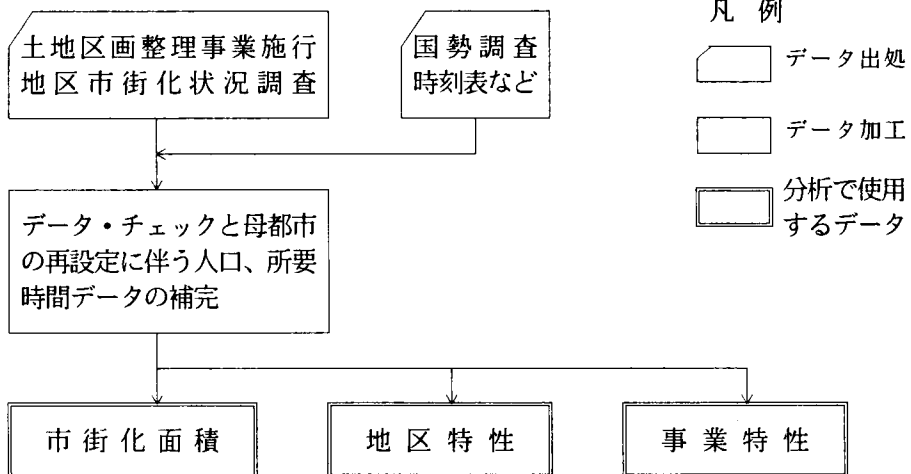 土地区画整理事業施行
地区市街化状況調査
国勢調査
時刻表など
凡例
データ出処
データ加工
分析で使用
するデータ
データ・チェックと母都市
の再設定に伴う人口、所要
時間データの補完
市街化面積
地区特性
事業特性